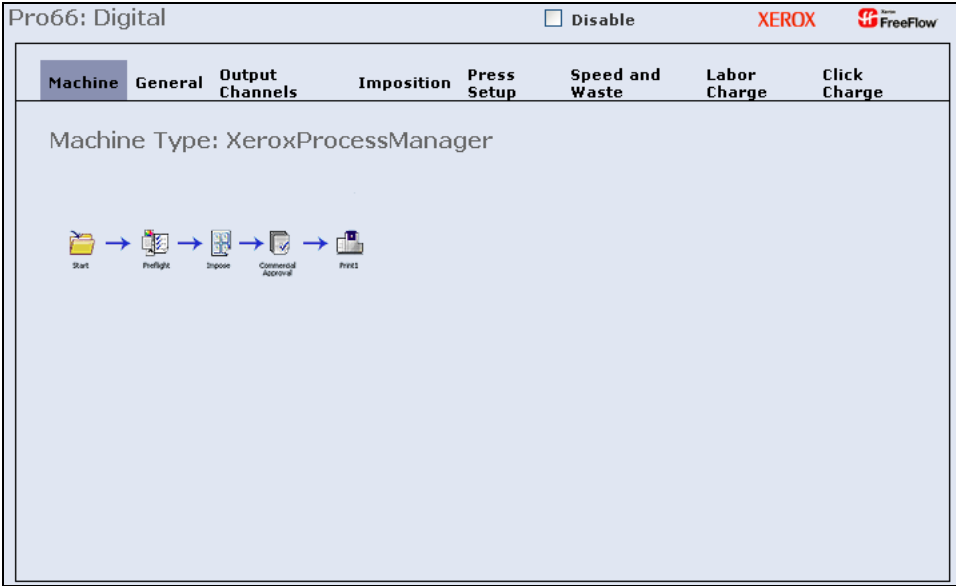 Pro66: Digital
Disable
XEROX
Xerox
FreeFlow
Machine
General
Output
Channels
Imposition
Press
Setup
Speed and
Waste
Labor
Charge
Click
Charge
Machine Type: XeroxProcessManager
Start
Preflight
Impose
Commercial
Approval
Print1